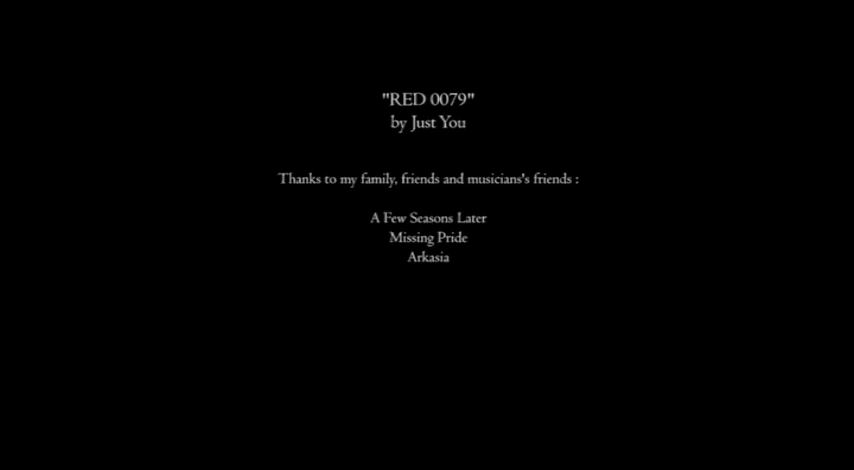 "RED 0079"
by Just You
Thanks to my family, friends and musicians's friends :
A Few Seasons Later
Missing Pride
Arkasia